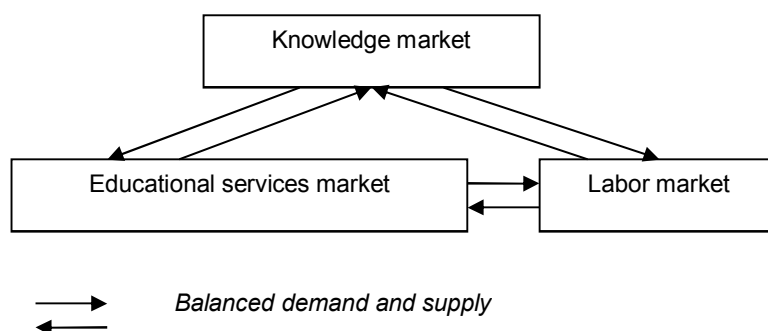 Knowledge market
Educational services market
Labor market
Balanced demand and supply